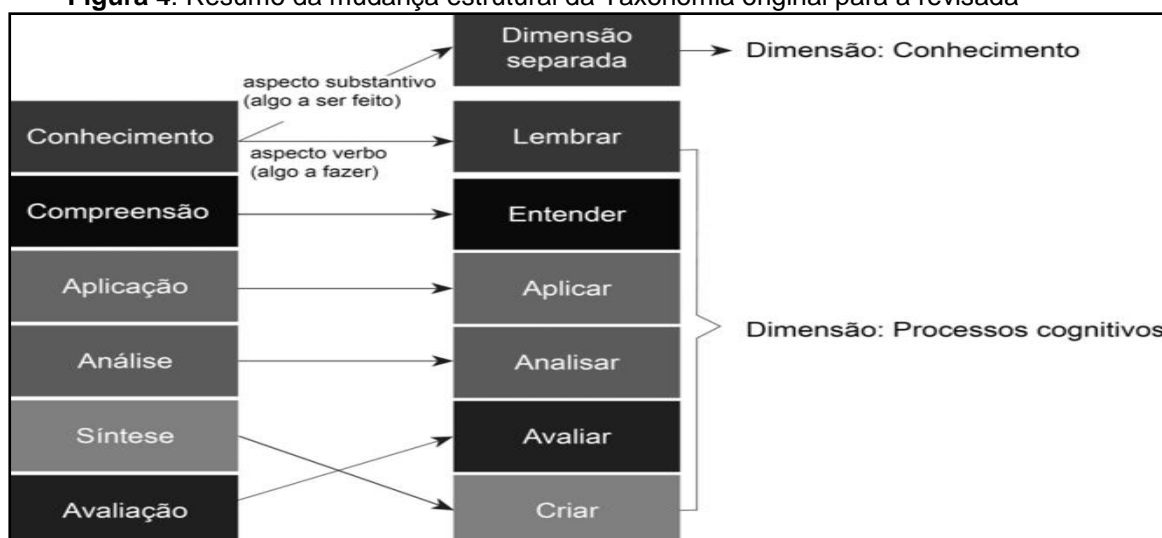 Figura 4: Resumo da mudança estrutural da Taxonomia original para a revisada
Dimensão
separada
Dimensão: Conhecimento
aspecto substantivo
(algo a ser feito)
Conhecimento
Lembrar
aspecto verbo
(algo a fazer)
Compreensão
Entender
Aplicação
Aplicar
Dimensão: Processos cognitivos
Análise
Analisar
Síntese
Avaliar
Avaliação
Criar